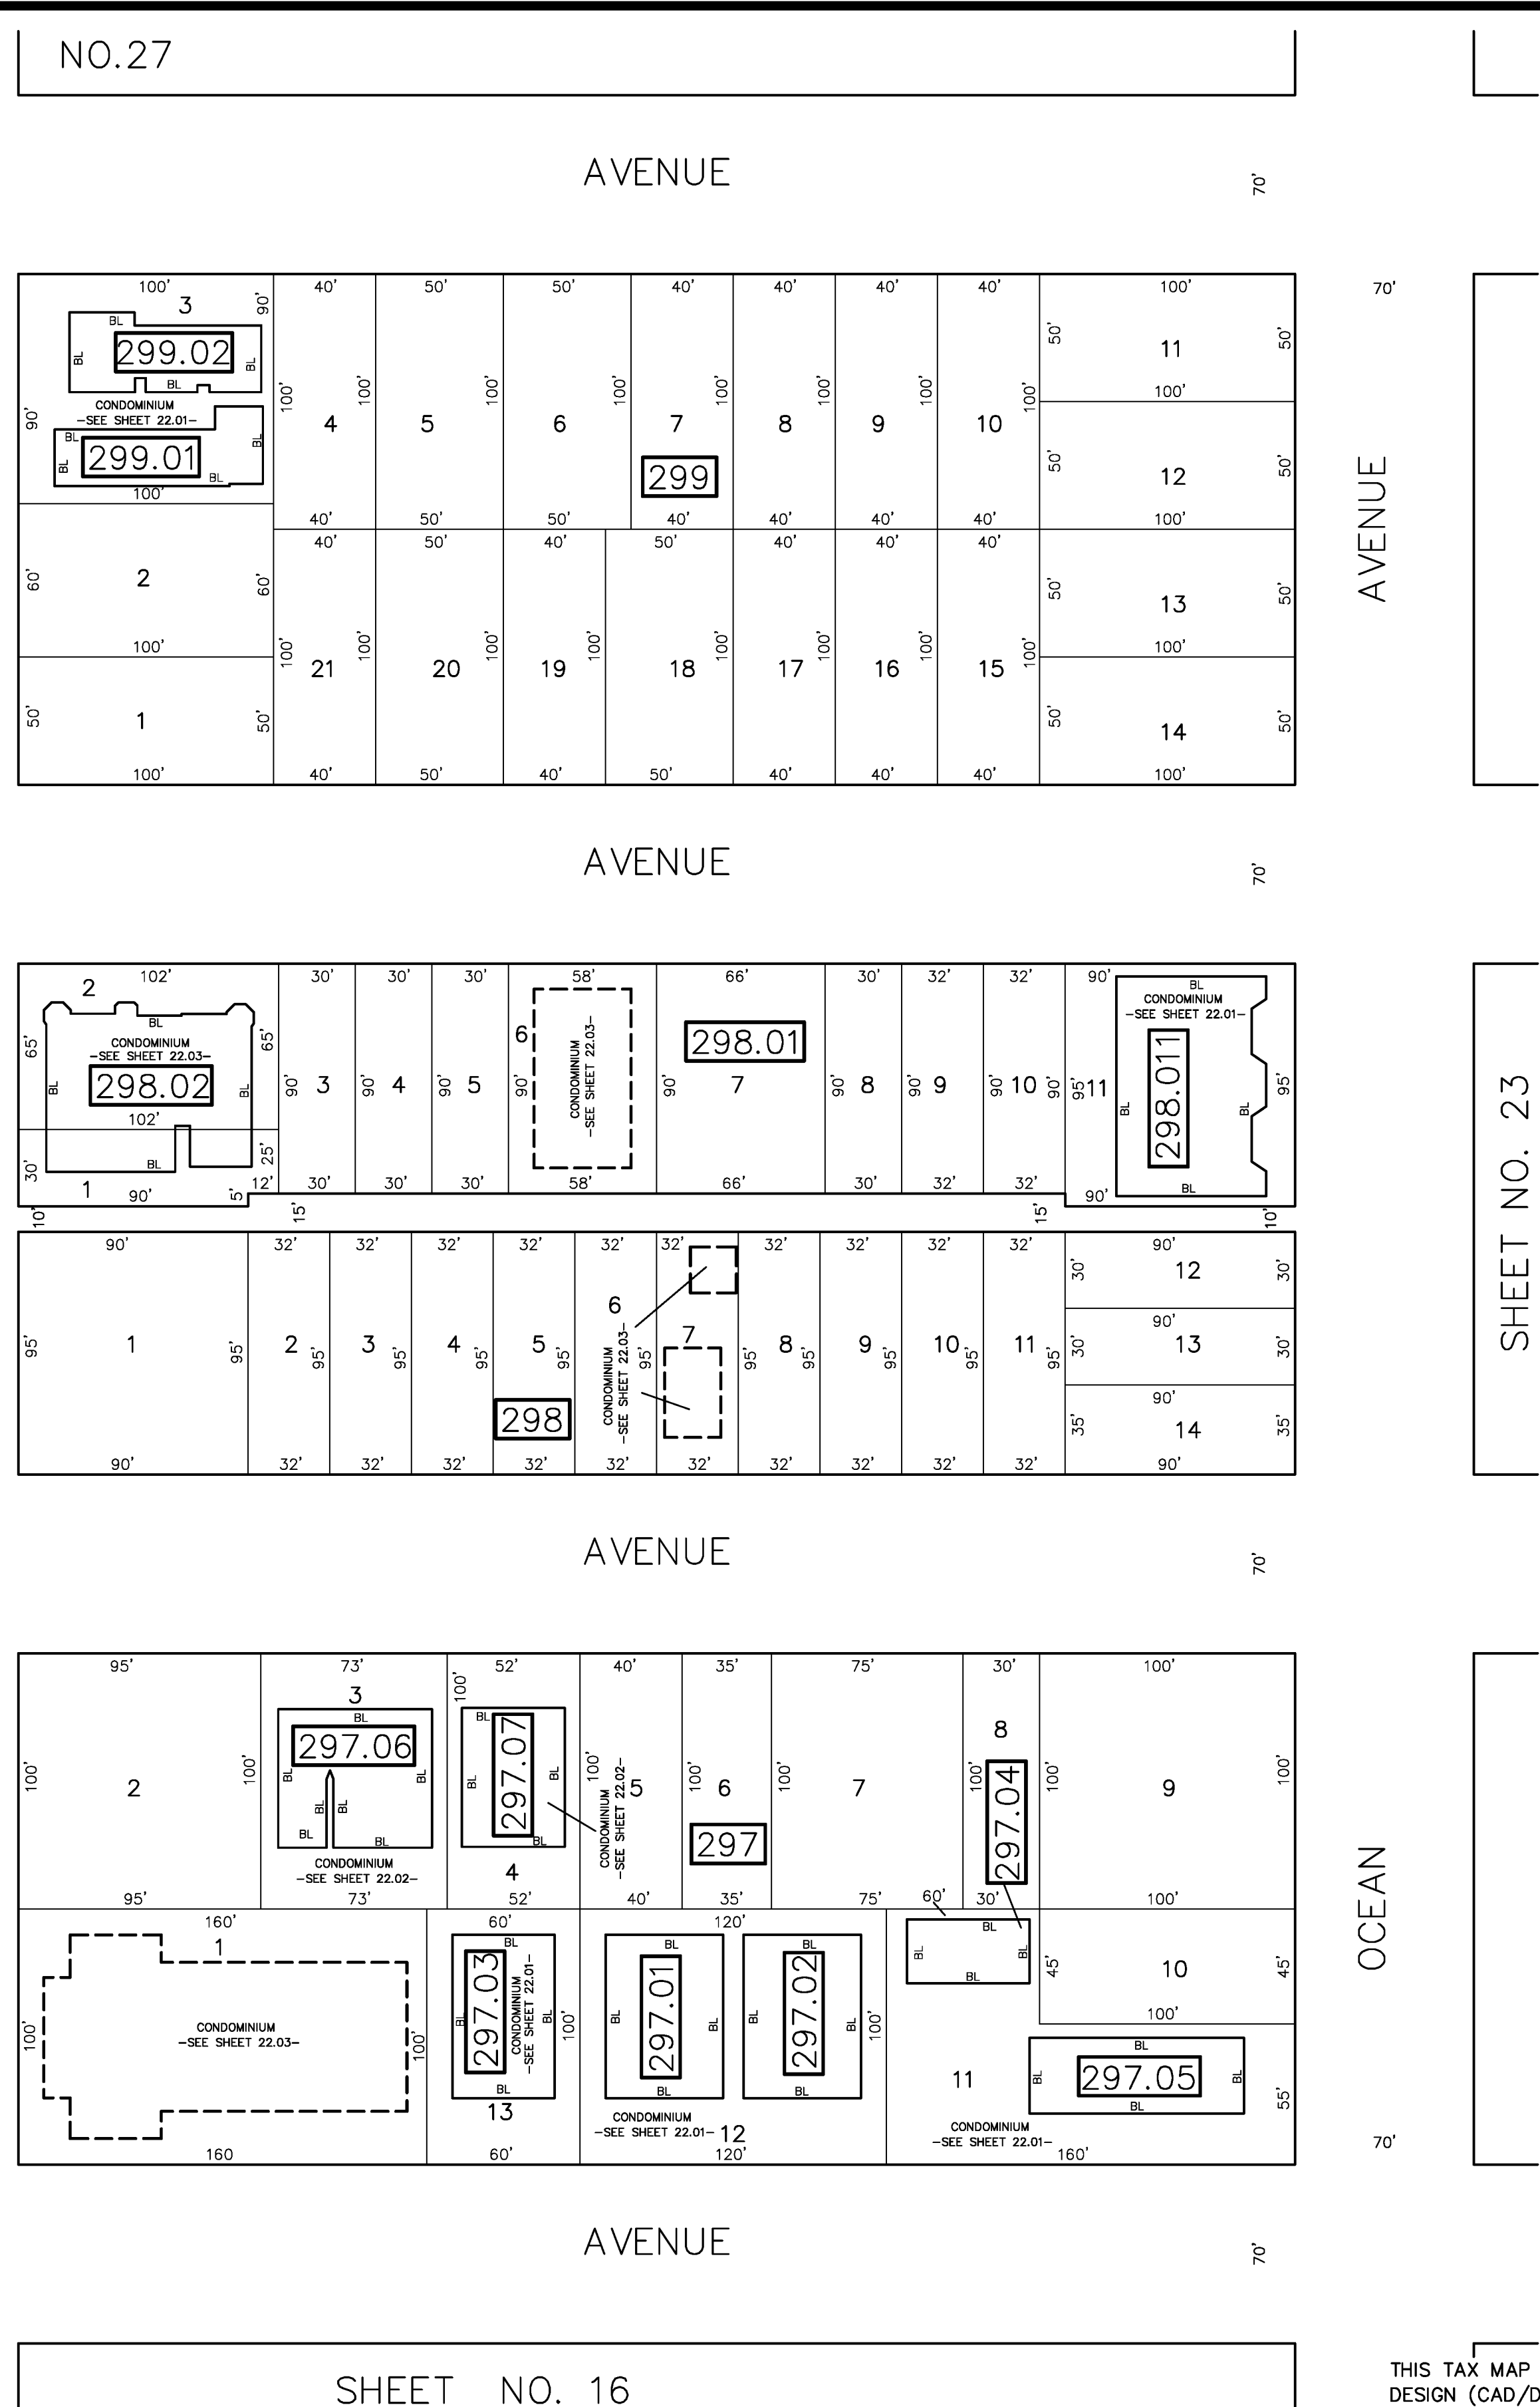 NO.27
AVENUE
70'
100' 40' 50' 50' 40' 40' 40' 40' 100' 70'
3 90'
BL
299.02
BL BL
BL
50' 11 50'
100'
CONDOMINIUM
-SEE SHEET 22.01-
90' 100' 100' 100' 100' 100' 100' 100' 100'
4 5 6 7 8 9 10
BL BL
299.01
BL BL
100'
299
50' 12 50'
40' 50' 50' 40' 40' 40' 40' 100'
40' 50' 40' 50' 40' 40' 40'
60' 2 60'
50' 13 50'
100' 100'
100' 21 100' 20 100' 19 100' 18 100' 17 100' 16 100' 15 100'
50' 1 50'
50' 14 50'
100' 40' 50' 40' 50' 40' 40' 40' 100'
AVENUE
AVENUE
70'
102' 30' 30' 30' 58' 66' 30' 32' 32' 90'
2
BL
CONDOMINIUM
-SEE SHEET 22.03-
65' 65'
298.02
BL BL
102'
90' 3 90' 4 90' 5 90' 6
CONDOMINIUM
-SEE SHEET 22.03-
298.01
90' 7 90' 8 90' 9 90' 10 90' 95' 11
BL
CONDOMINIUM
-SEE SHEET 22.01-
298.011
BL BL 95'
BL
30' BL 25'
1 90' 5' 12' 30' 30' 30' 58' 66' 30' 32' 32' 90'
10' 15' 15' 10'
SHEET NO. 23
90' 32' 32' 32' 32' 32' 32' 32' 32' 32' 32' 90'
30' 12 30'
90'
95' 1 95' 2 95' 3 95' 4 95' 5 95' 6 95' 7 95' 8 95' 9 95' 10 95' 11 95'
CONDOMINIUM
-SEE SHEET 22.03-
30' 13 30'
90'
298
35' 14 35'
90' 32' 32' 32' 32' 32' 32' 32' 32' 32' 32' 90'
AVENUE
70'
95' 73' 52' 40' 35' 75' 30' 100'
3 100'
BL
297.06
BL BL
BL BL
BL BL
CONDOMINIUM
-SEE SHEET 22.02-
BL
297.07
BL BL
BL
4
CONDOMINIUM
-SEE SHEET 22.02-
100' 2 100' 100' 5 100' 6 100' 7 100' 8 100' 9 100'
297
297.04
95' 73' 52' 40' 35' 75' 60' 30' 100'
OCEAN
160' 60' 120'
1
BL
297.03
BL BL
CONDOMINIUM
-SEE SHEET 22.01-
BL
13
BL
297.01
BL BL
BL
BL
297.02
BL BL
BL
BL
BL BL
BL
45' 10 45'
100'
100' 100' 100' 100'
CONDOMINIUM
-SEE SHEET 22.03-
CONDOMINIUM
-SEE SHEET 22.01- 12
11
BL
297.05
BL BL
BL
55'
CONDOMINIUM
-SEE SHEET 22.01-
160 60' 120' 160'
70'
AVENUE
70'
SHEET NO. 16
THIS TAX MAP
DESIGN (CAD/D